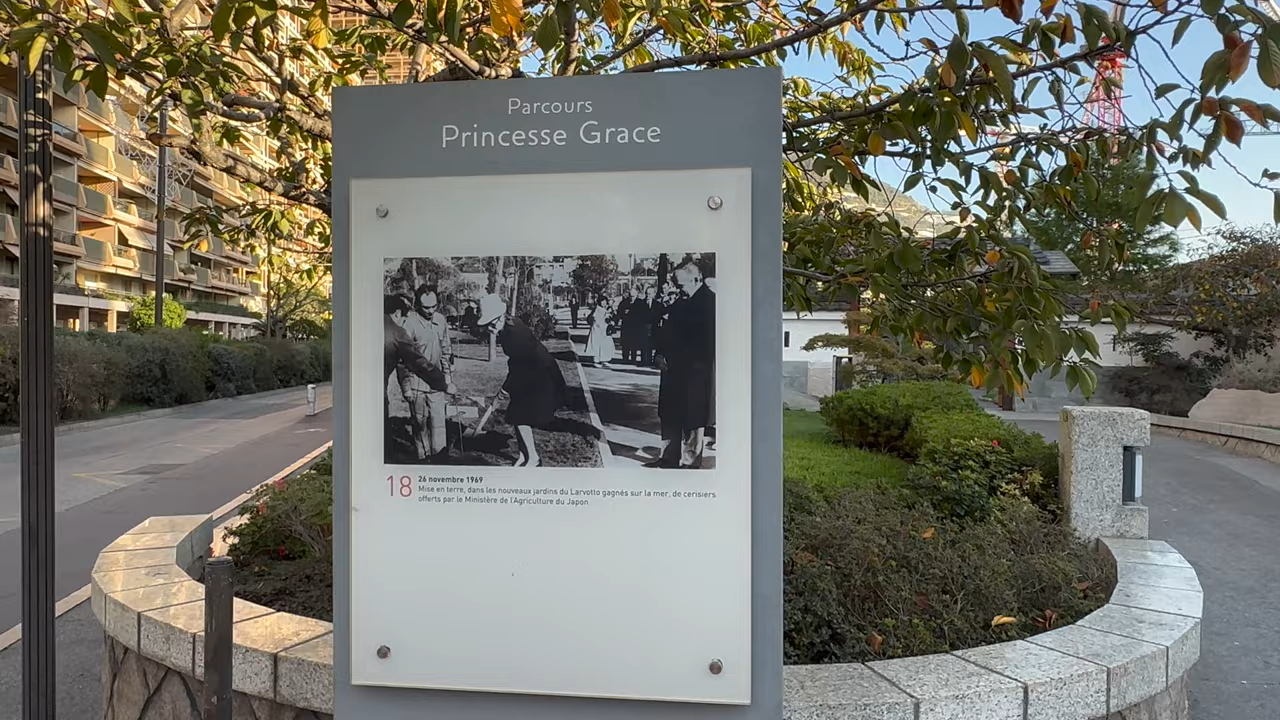 Parcours
Princesse Grace
18
26 novembre 1969
Mise en terre, dans les nouveaux jardins du Larvotto gagnés sur la mer, de cerisiers
offerts par le Ministère de l'Agriculture du Japon